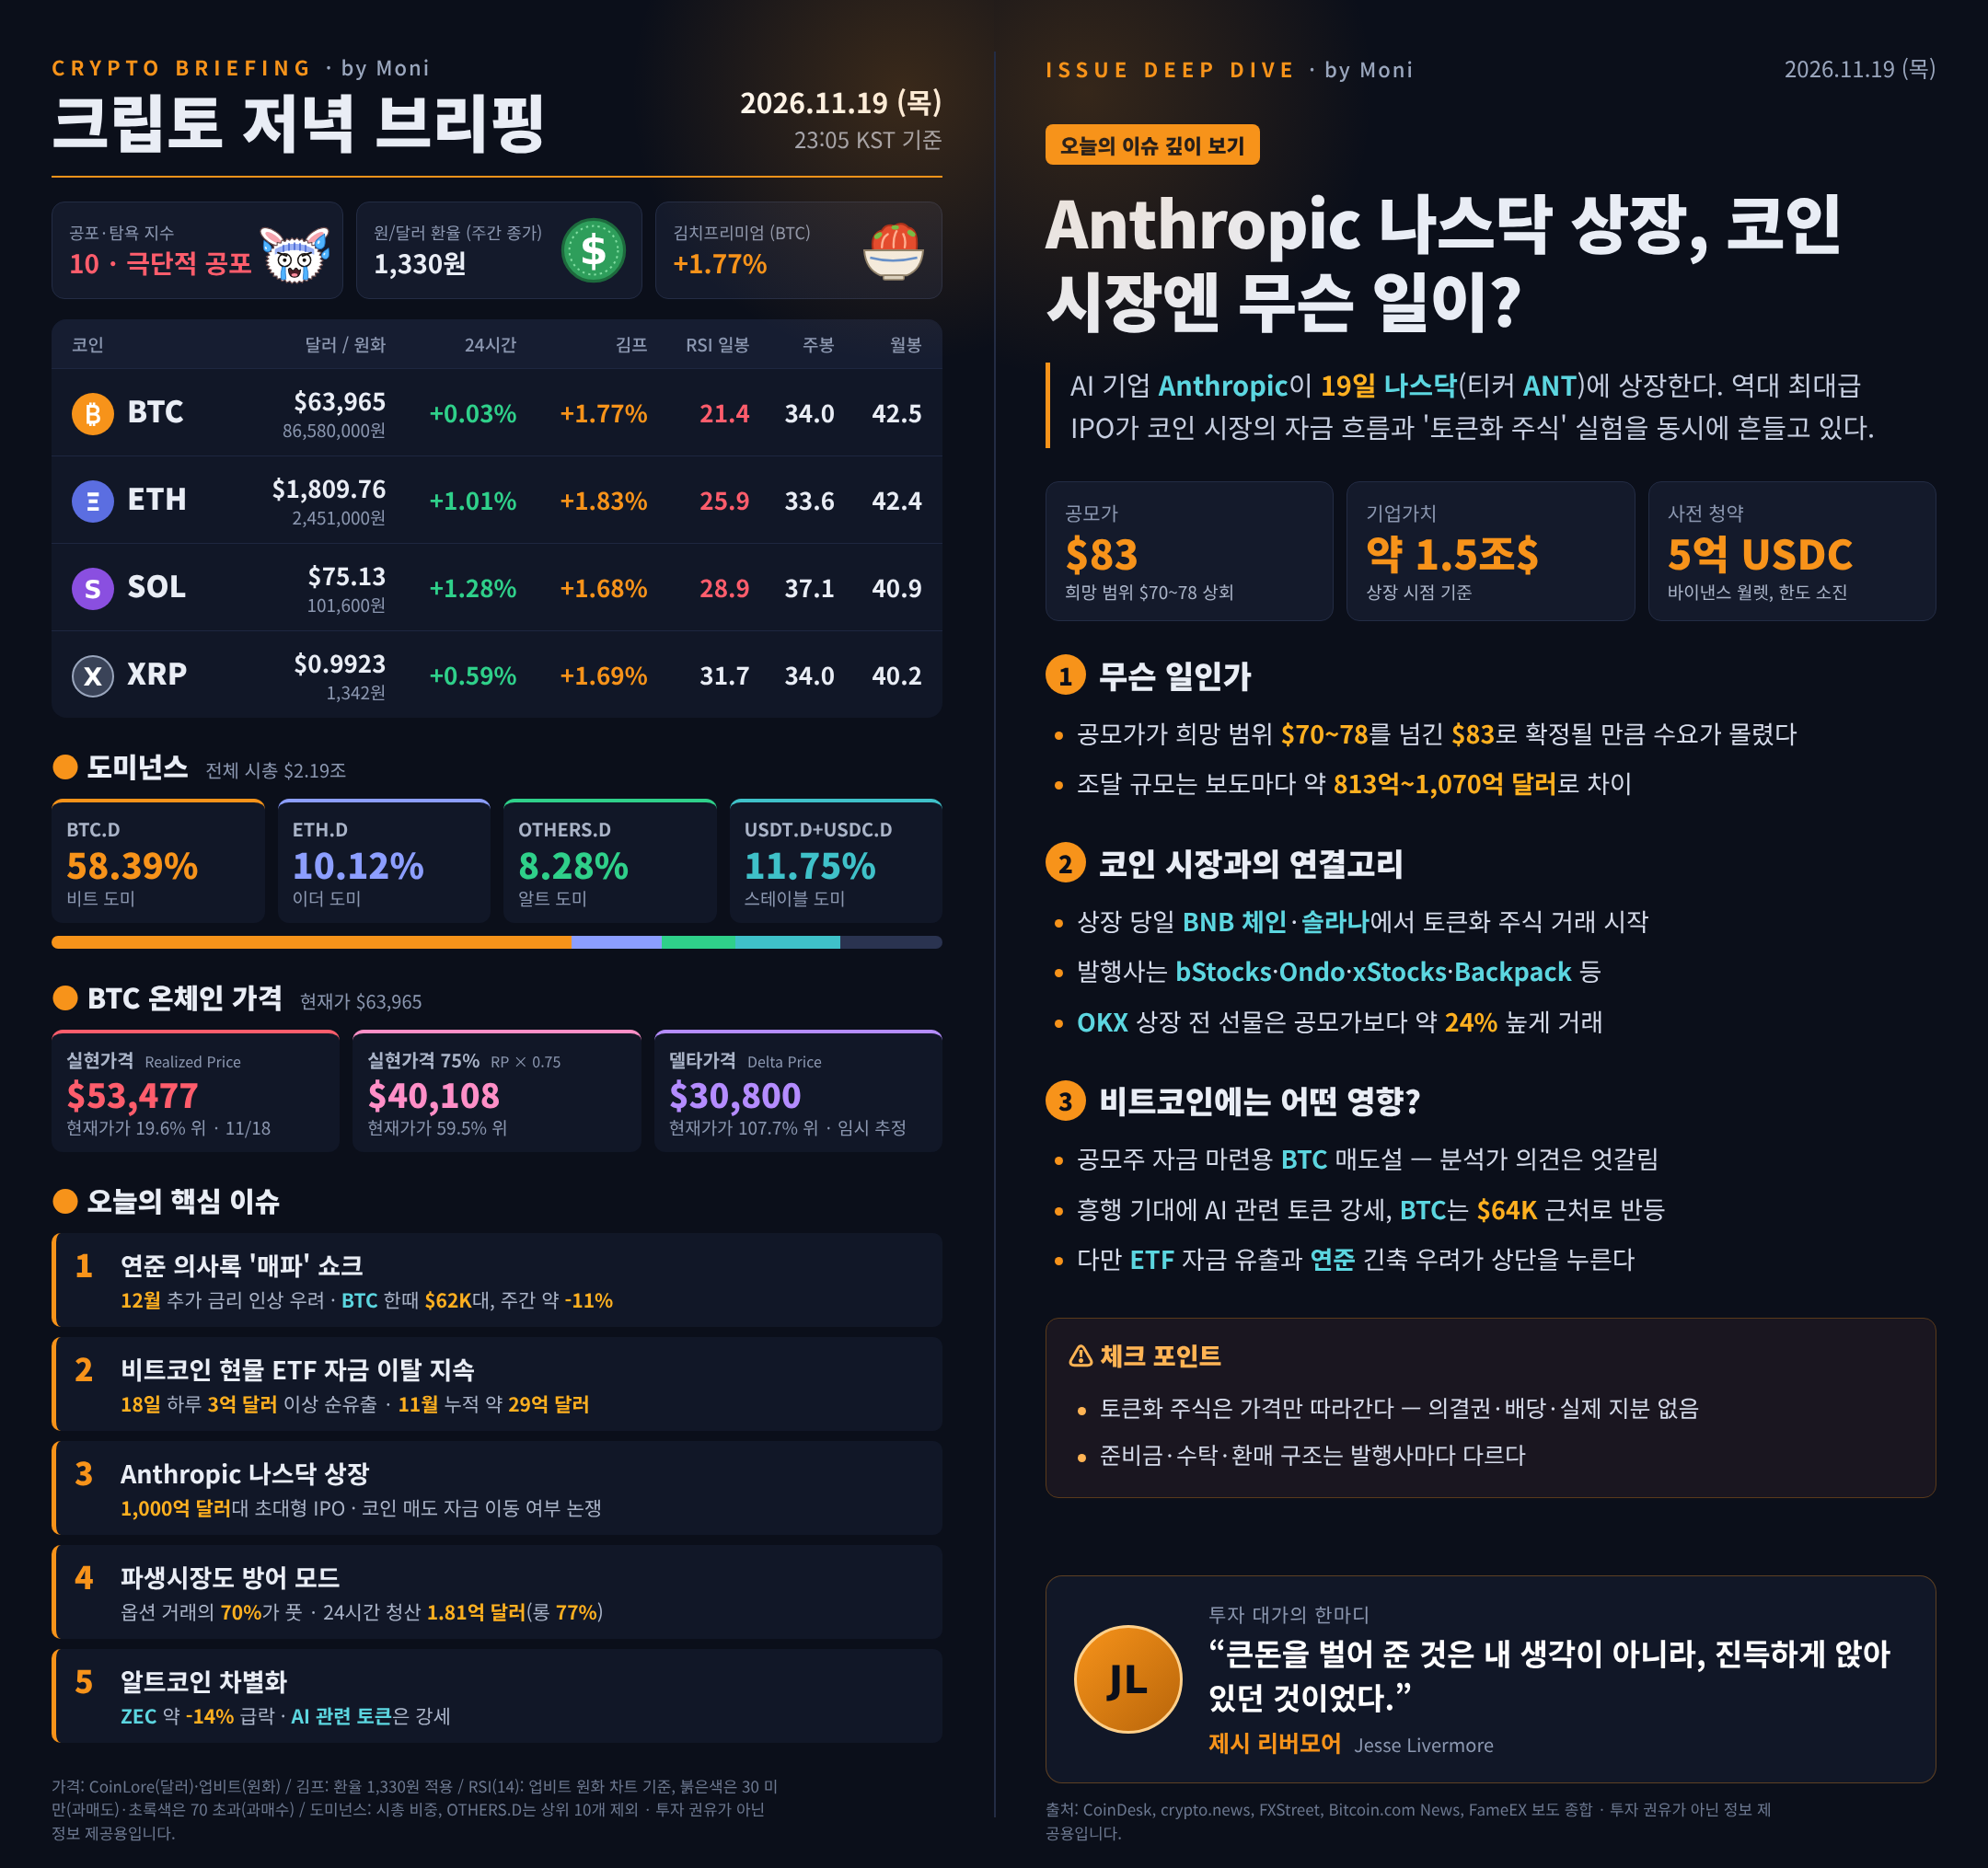 CRYPTO BRIEFING · by Moni
크립토 저녁 브리핑
2026.11.19 (목)
23:05 KST 기준
공포·탐욕 지수
10 · 극단적 공포
원/달러 환율 (주간 종가)
1,330원
$
김치프리미엄 (BTC)
+1.77%
코인 달러 / 원화 24시간 김프 RSI 일봉 주봉 월봉
₿ BTC $63,965 +0.03% +1.77% 21.4 34.0 42.5
86,580,000원
Ξ ETH $1,809.76 +1.01% +1.83% 25.9 33.6 42.4
2,451,000원
S SOL $75.13 +1.28% +1.68% 28.9 37.1 40.9
101,600원
X XRP $0.9923 +0.59% +1.69% 31.7 34.0 40.2
1,342원
도미넌스 전체 시총 $2.19조
BTC.D
58.39%
비트 도미
ETH.D
10.12%
이더 도미
OTHERS.D
8.28%
알트 도미
USDT.D+USDC.D
11.75%
스테이블 도미
BTC 온체인 가격 현재가 $63,965
실현가격 Realized Price
$53,477
현재가가 19.6% 위 · 11/18
실현가격 75% RP × 0.75
$40,108
현재가가 59.5% 위
델타가격 Delta Price
$30,800
현재가가 107.7% 위 · 임시 추정
오늘의 핵심 이슈
1 연준 의사록 '매파' 쇼크
12월 추가 금리 인상 우려 · BTC 한때 $62K대, 주간 약 -11%
2 비트코인 현물 ETF 자금 이탈 지속
18일 하루 3억 달러 이상 순유출 · 11월 누적 약 29억 달러
3 Anthropic 나스닥 상장
1,000억 달러대 초대형 IPO · 코인 매도 자금 이동 여부 논쟁
4 파생시장도 방어 모드
옵션 거래의 70%가 풋 · 24시간 청산 1.81억 달러(롱 77%)
5 알트코인 차별화
ZEC 약 -14% 급락 · AI 관련 토큰은 강세
가격: CoinLore(달러)·업비트(원화) / 김프: 환율 1,330원 적용 / RSI(14): 업비트 원화 차트 기준, 붉은색은 30 미
만(과매도)·초록색은 70 초과(과매수) / 도미넌스: 시총 비중, OTHERS.D는 상위 10개 제외 · 투자 권유가 아닌
정보 제공용입니다.
ISSUE DEEP DIVE · by Moni
2026.11.19 (목)
오늘의 이슈 깊이 보기
Anthropic 나스닥 상장, 코인
시장엔 무슨 일이?
AI 기업 Anthropic이 19일 나스닥(티커 ANT)에 상장한다. 역대 최대급
IPO가 코인 시장의 자금 흐름과 '토큰화 주식' 실험을 동시에 흔들고 있다.
공모가
$83
희망 범위 $70~78 상회
기업가치
약 1.5조$
상장 시점 기준
사전 청약
5억 USDC
바이낸스 월렛, 한도 소진
1 무슨 일인가
• 공모가가 희망 범위 $70~78를 넘긴 $83로 확정될 만큼 수요가 몰렸다
• 조달 규모는 보도마다 약 813억~1,070억 달러로 차이
2 코인 시장과의 연결고리
• 상장 당일 BNB 체인·솔라나에서 토큰화 주식 거래 시작
• 발행사는 bStocks·Ondo·xStocks·Backpack 등
• OKX 상장 전 선물은 공모가보다 약 24% 높게 거래
3 비트코인에는 어떤 영향?
• 공모주 자금 마련용 BTC 매도설 — 분석가 의견은 엇갈림
• 흥행 기대에 AI 관련 토큰 강세, BTC는 $64K 근처로 반등
• 다만 ETF 자금 유출과 연준 긴축 우려가 상단을 누른다
⚠ 체크 포인트
• 토큰화 주식은 가격만 따라간다 — 의결권·배당·실제 지분 없음
• 준비금·수탁·환매 구조는 발행사마다 다르다
JL
투자 대가의 한마디
“큰돈을 벌어 준 것은 내 생각이 아니라, 진득하게 앉아
있던 것이었다.”
제시 리버모어 Jesse Livermore
출처: CoinDesk, crypto.news, FXStreet, Bitcoin.com News, FameEX 보도 종합 · 투자 권유가 아닌 정보 제
공용입니다.